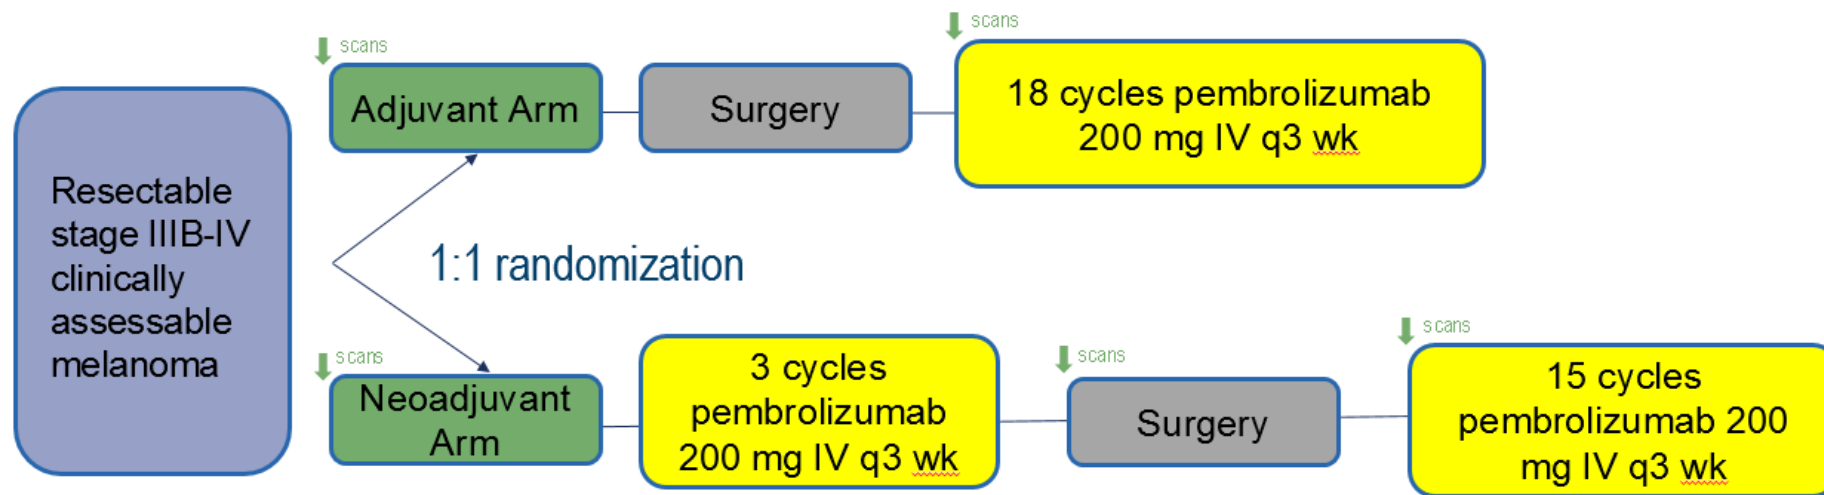 Resectable
stage IIIB-IV
clinically
assessable
melanoma
scans
Adjuvant Arm
Surgery
scans
18 cycles pembrolizumab
200 mg IV q3 wk
1:1 randomization
scans
Neoadjuvant
Arm
3 cycles
pembrolizumab
200 mg IV q3 wk
scans
Surgery
scans
15 cycles
pembrolizumab 200
mg IV q3 wk